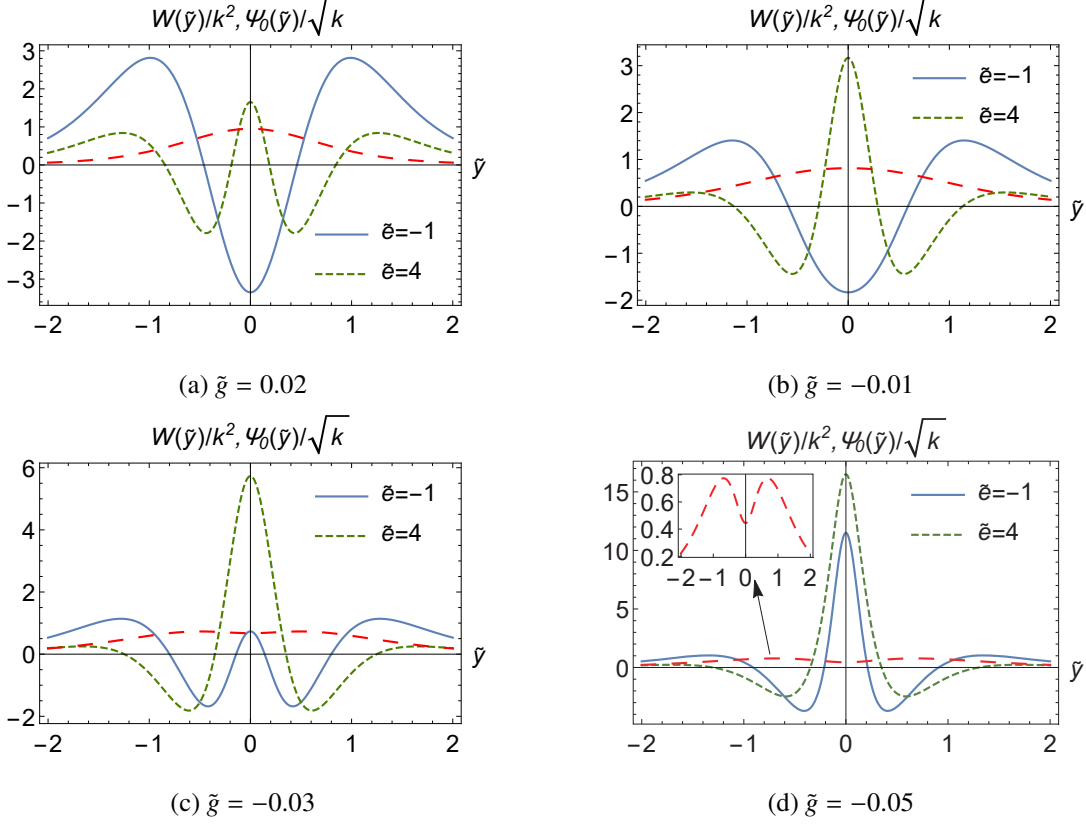 W(ỹ)/k², Ψ₀(ỹ)/√k
3
2
1
0
−1
−2
−3
−2 −1 0 1 2
ỹ
ẽ=−1
ẽ=4
(a) g̃ = 0.02
W(ỹ)/k², Ψ₀(ỹ)/√k
3
2
1
0
−1
−2
−2 −1 0 1 2
ỹ
ẽ=−1
ẽ=4
(b) g̃ = −0.01
W(ỹ)/k², Ψ₀(ỹ)/√k
6
4
2
0
−2
−2 −1 0 1 2
ẽ=−1
ẽ=4
(c) g̃ = −0.03
W(ỹ)/k², Ψ₀(ỹ)/√k
15
10
5
0
−2 −1 0 1 2
ỹ
0.8
0.6
0.4
0.2
−2 −1 0 1 2
ẽ=−1
ẽ=4
(d) g̃ = −0.05